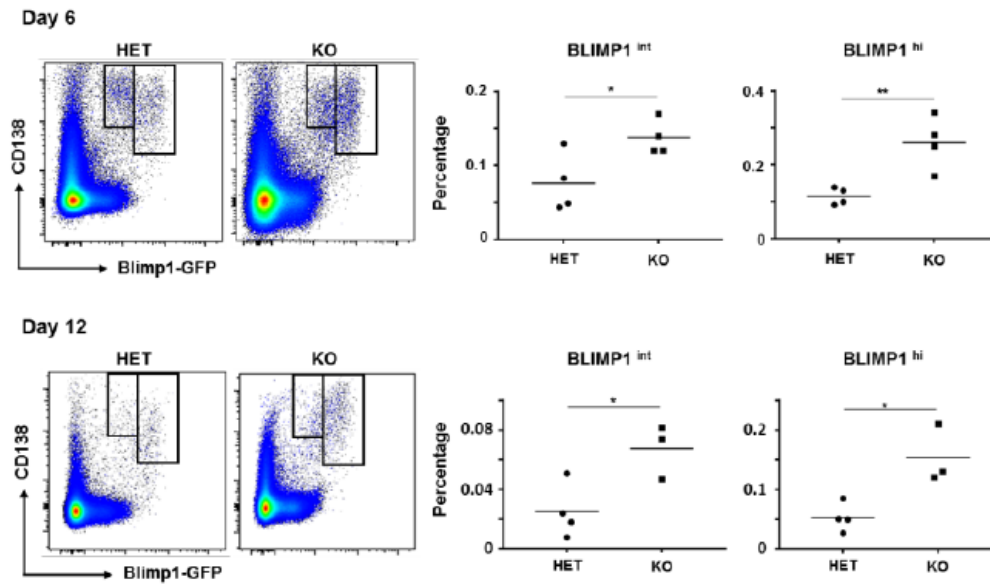 Day 6
HET
KO
BLIMP1 int
BLIMP1 hi
CD138
Blimp1-GFP
Percentage
0.2
0.1
0
*
HET
KO
0.4
0.2
0
**
HET
KO
Day 12
HET
KO
BLIMP1 int
BLIMP1 hi
CD138
Blimp1-GFP
Percentage
0.08
0.04
0
*
HET
KO
0.2
0.1
0
*
HET
KO